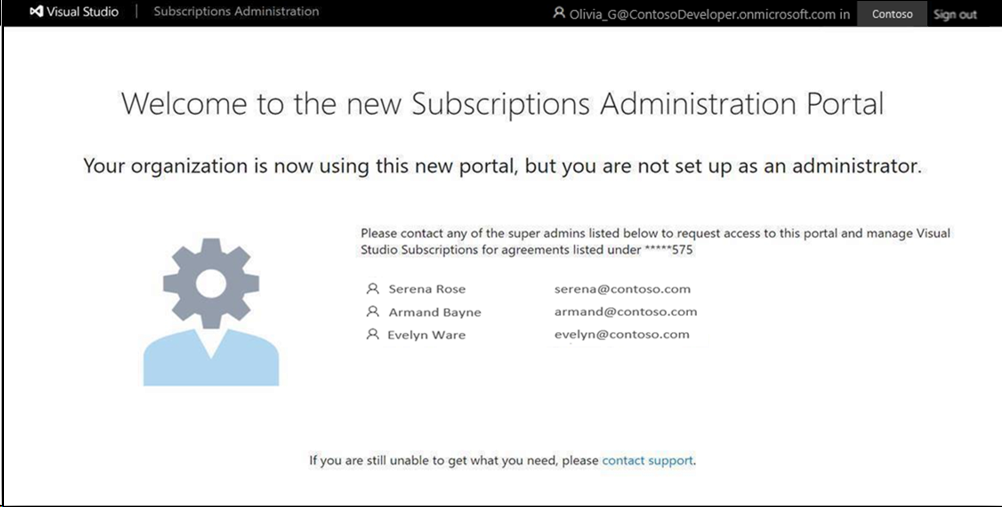 Visual Studio | Subscriptions Administration Olivia_G@ContosoDeveloper.onmicrosoft.com in Contoso Sign out
Welcome to the new Subscriptions Administration Portal
Your organization is now using this new portal, but you are not set up as an administrator.
Please contact any of the super admins listed below to request access to this portal and manage Visual
Studio Subscriptions for agreements listed under *****575
Serena Rose serena@contoso.com
Armand Bayne armand@contoso.com
Evelyn Ware evelyn@contoso.com
If you are still unable to get what you need, please contact support.